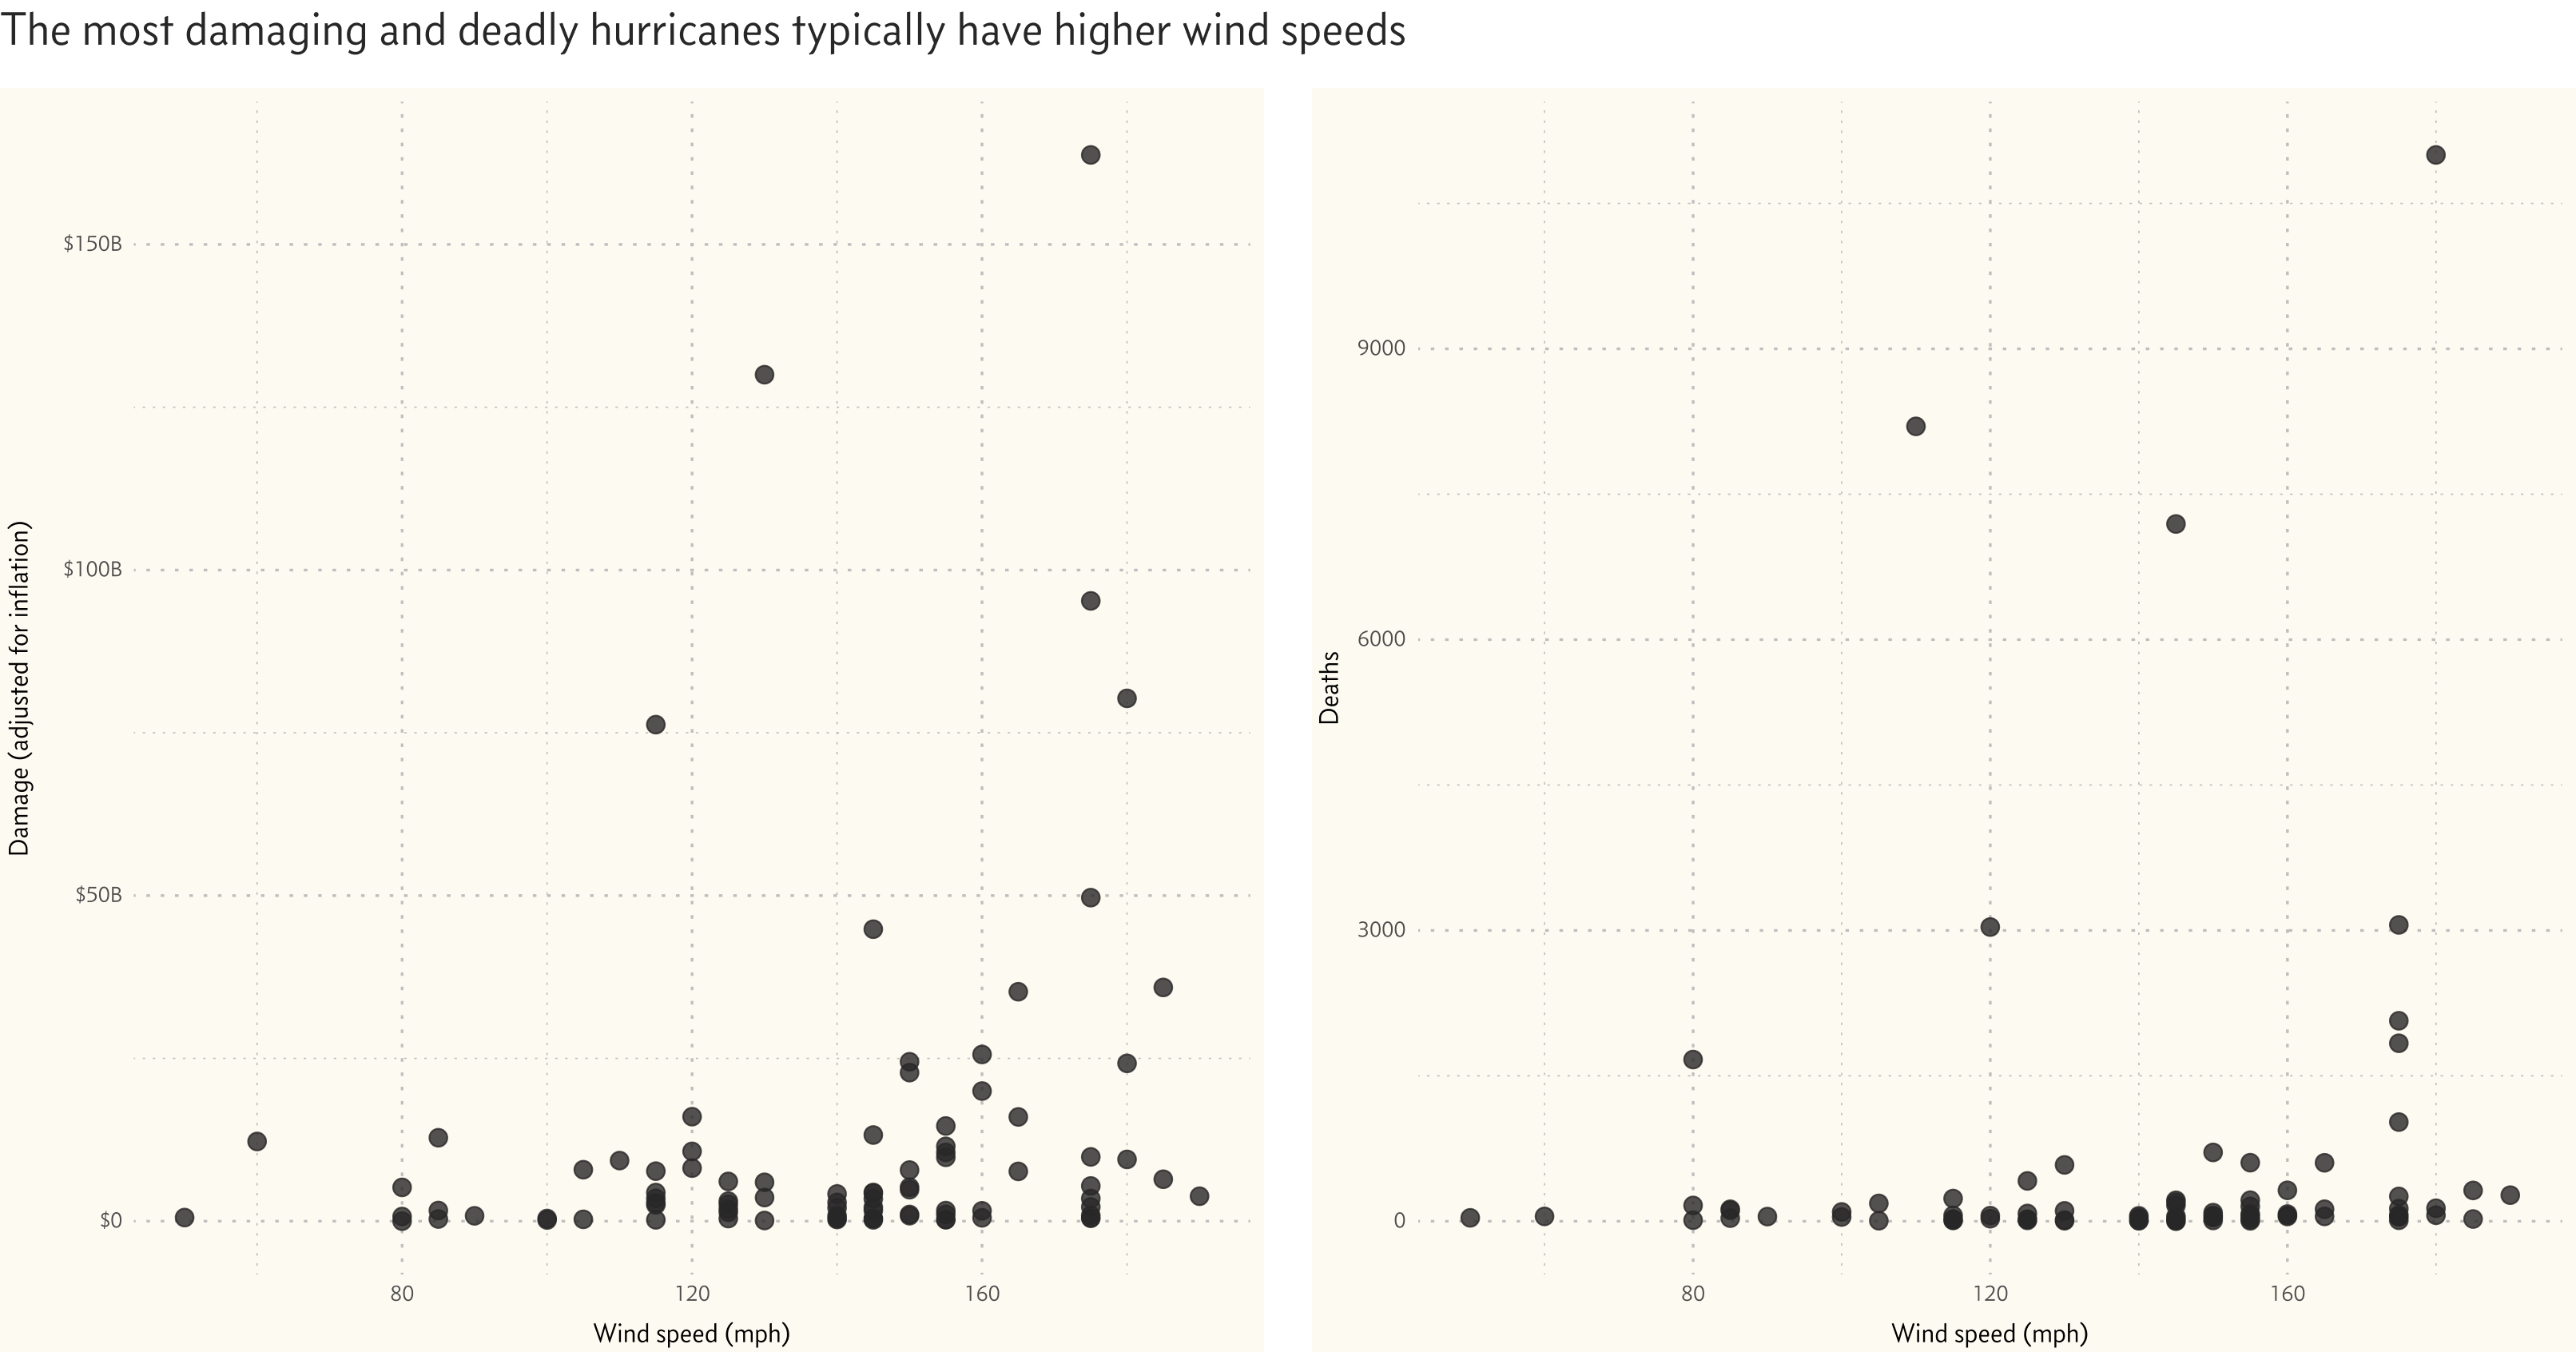 The most damaging and deadly hurricanes typically have higher wind speeds
Damage (adjusted for inflation)
$150B
$100B
$50B
$0
80 120 160
Wind speed (mph)
Deaths
9000
6000
3000
0
80 120 160
Wind speed (mph)